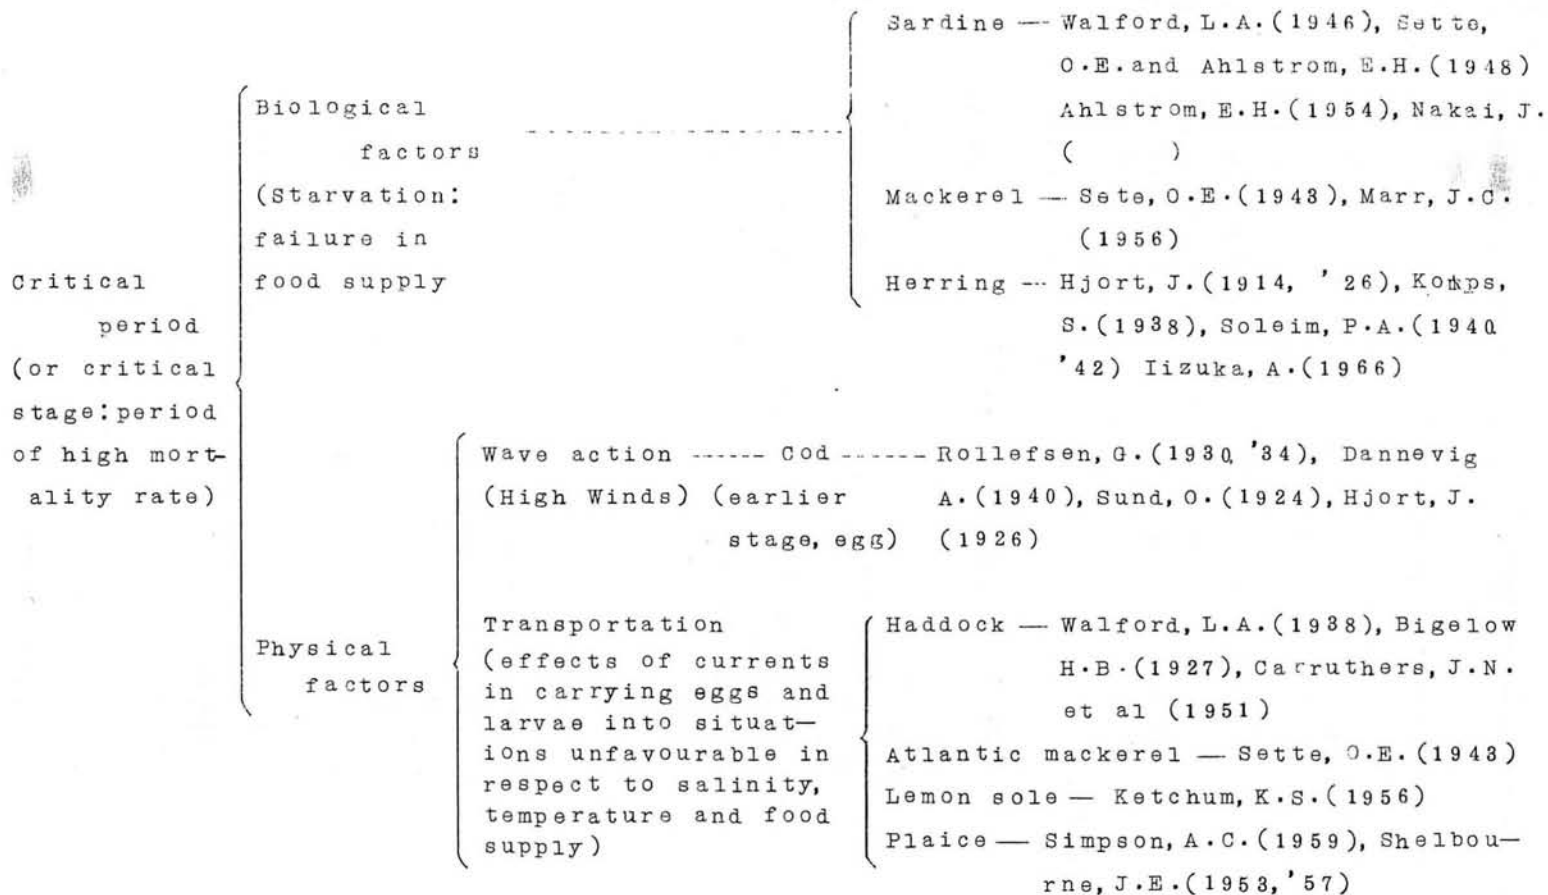 Critical
period
(or critical
stage:period
of high mort-
ality rate)
Biological
factors
(Starvation:
failure in
food supply
Sardine — Walford, L.A.(1946), Sette,
O.E.and Ahlstrom, E.H.(1948)
Ahlstrom, E.H.(1954), Nakai, J.
(      )
Mackerel — Sete, O.E.(1943), Marr, J.C.
(1956)
Herring -- Hjort, J.(1914, '26),
S.(1938), Soleim, P.A.(1940
'42) Iizuka, A.(1966)
Physical
factors
Wave action ------ Cod ------ Rollefsen, G.(1930, '34), Dannevig
(High Winds) (earlier A.(1940), Sund, O.(1924), Hjort, J.
stage, egg) (1926)
Transportation
(effects of currents
in carrying eggs and
larvae into situat—
ions unfavourable in
respect to salinity,
temperature and food
supply)
Haddock — Walford, L.A.(1938), Bigelow
H.B.(1927), Carruthers, J.N.
et al (1951)
Atlantic mackerel — Sette, O.E.(1943)
Lemon sole — Ketchum, K.S.(1956)
Plaice — Simpson, A.C.(1959), Shelbou—
rne, J.E.(1953,'57)